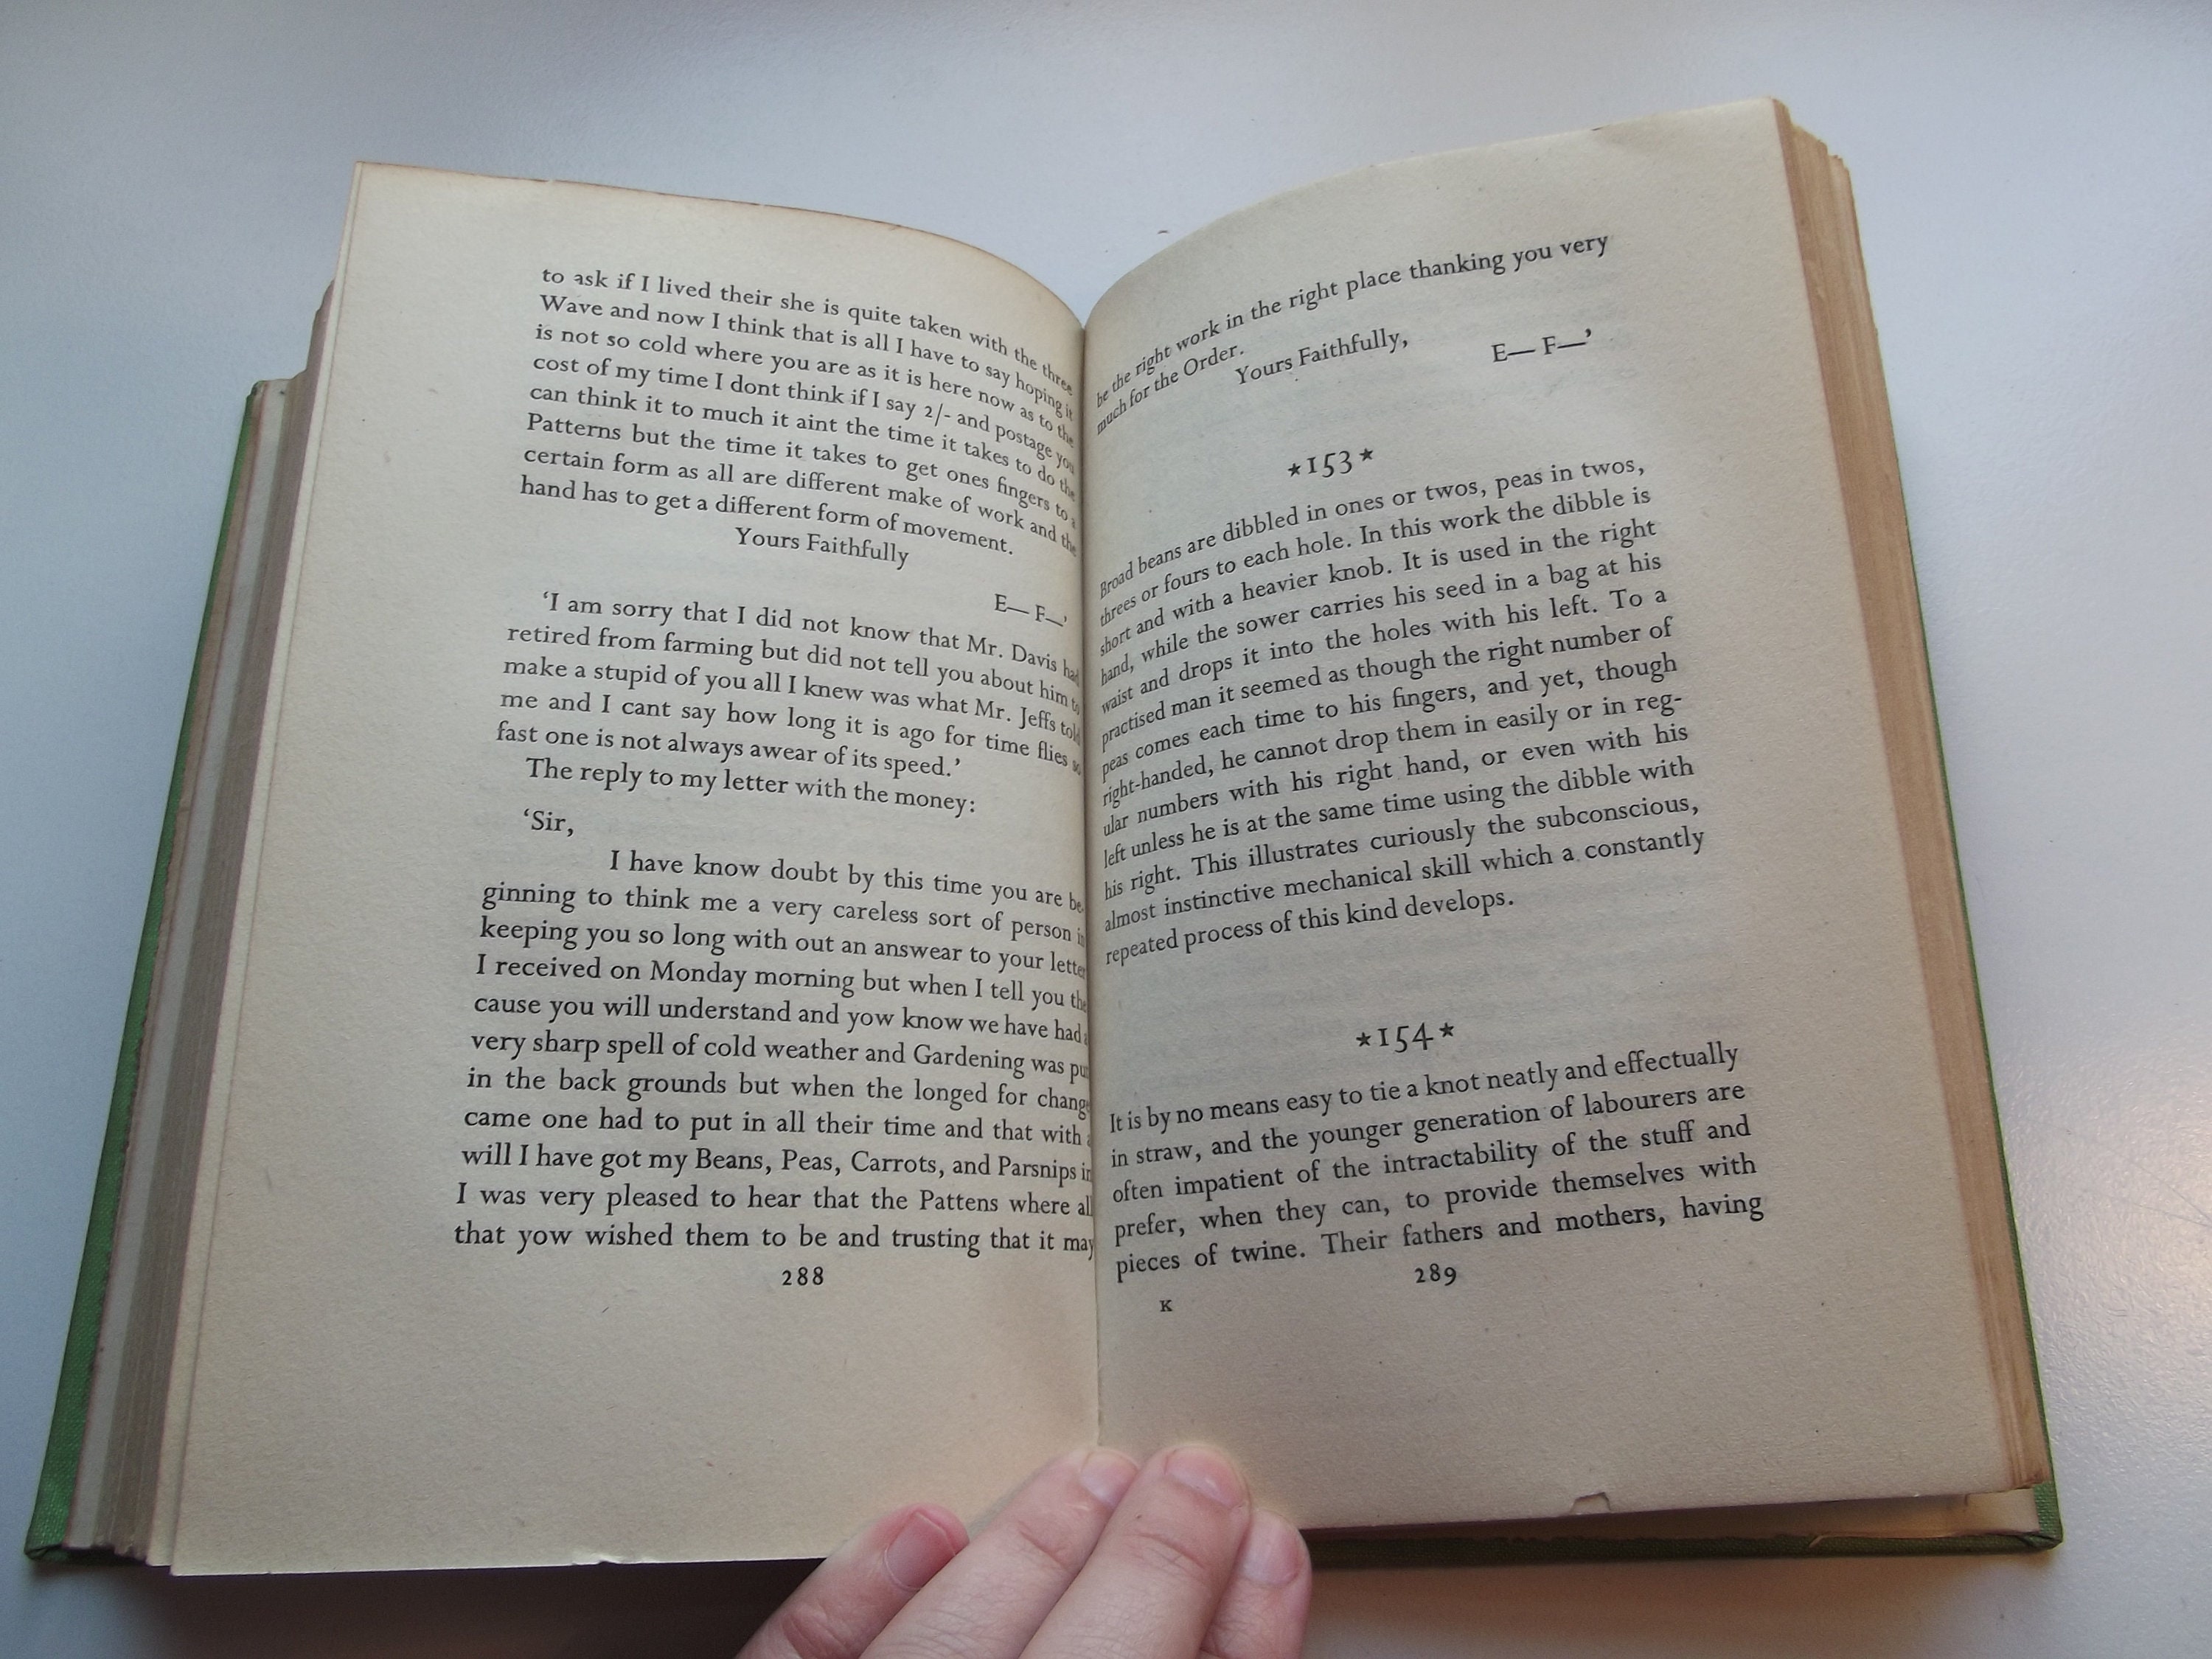 to ask if I lived their she is quite taken with the three
Wave and now I think that is all I have to say hoping it
is not so cold where you are as it is here now as to the
cost of my time I dont think if I say 2/- and postage you
can think it to much it aint the time it takes to do the
Patterns but the time it takes to get ones fingers to a
certain form as all are different make of work and the
hand has to get a different form of movement.
Yours Faithfully
E— F—’
‘I am sorry that I did not know that Mr. Davis had
retired from farming but did not tell you about him to
make a stupid of you all I knew was what Mr. Jeffs told
me and I cant say how long it is ago for time flies so
fast one is not always awear of its speed.’
The reply to my letter with the money:
‘Sir,
I have know doubt by this time you are be-
ginning to think me a very careless sort of person in
keeping you so long with out an answear to your letter
I received on Monday morning but when I tell you the
cause you will understand and yow know we have had a
very sharp spell of cold weather and Gardening was put
in the back grounds but when the longed for change
came one had to put in all their time and that with a
will I have got my Beans, Peas, Carrots, and Parsnips in
I was very pleased to hear that the Pattens where all
that yow wished them to be and trusting that it may
288
be the right work in the right place thanking you very
much for the Order.
Yours Faithfully,
E— F—’
*153*
Broad beans are dibbled in ones or twos, peas in twos,
threes or fours to each hole. In this work the dibble is
short and with a heavier knob. It is used in the right
hand, while the sower carries his seed in a bag at his
waist and drops it into the holes with his left. To a
practised man it seemed as though the right number of
peas comes each time to his fingers, and yet, though
right-handed, he cannot drop them in easily or in reg-
ular numbers with his right hand, or even with his
left unless he is at the same time using the dibble with
his right. This illustrates curiously the subconscious,
almost instinctive mechanical skill which a constantly
repeated process of this kind develops.
*154*
It is by no means easy to tie a knot neatly and effectually
in straw, and the younger generation of labourers are
often impatient of the intractability of the stuff and
prefer, when they can, to provide themselves with
pieces of twine. Their fathers and mothers, having
289
K